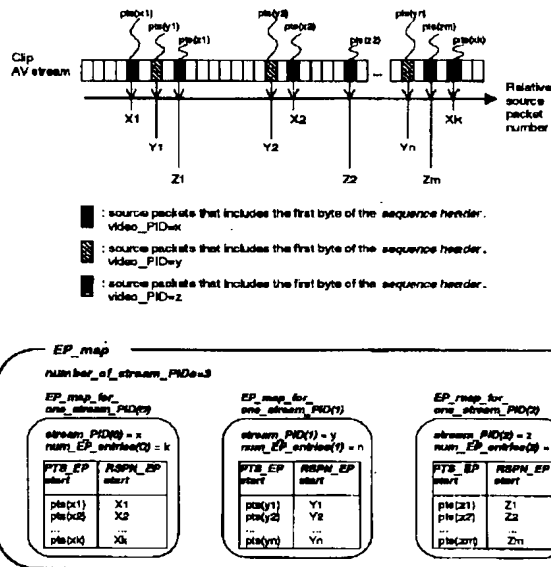 pts(x1)
pts(y1)
pts(z1)
pts(y2)
pts(x2)
pts(z2)
pts(yn)
pts(zm)
pts(xk)
Clip
AV stream
...
Relative
source
packet
number
X1
Y1
Z1
Y2
X2
Z2
Yn
Zm
Xk
: source packets that includes the first byte of the sequence header.
video_PID=x
: source packets that includes the first byte of the sequence header.
video_PID=y
: source packets that includes the first byte of the sequence header.
video_PID=z
EP_map
number_of_stream_PIDs=3
EP_map_for_
one_stream_PID(0)
stream_PID(0) = x
num_EP_entries(0) = k
PTS_EP RSPN_EP
start start
pts(x1) X1
pts(x2) X2
... ...
pts(xk) Xk
EP_map_for_
one_stream_PID(1)
stream_PID(1) = y
num_EP_entries(1) = n
PTS_EP RSPN_EP
start start
pts(y1) Y1
pts(y2) Y2
... ...
pts(yn) Yn
EP_map_for_
one_stream_PID(2)
stream_PID(2) = z
num_EP_entries(2) =
PTS_EP RSPN_EP
start start
pts(z1) Z1
pts(z2) Z2
... ...
pts(zm) Zm